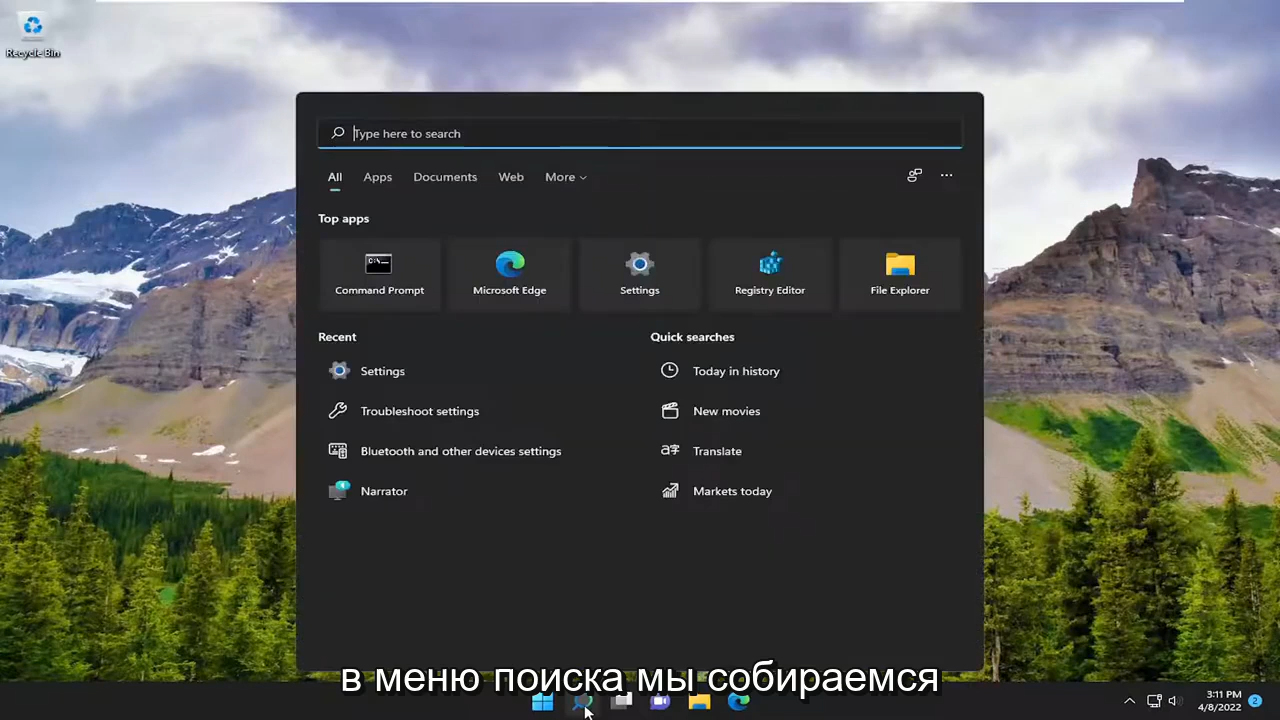 Recycle Bin
Type here to search
All Apps Documents Web More
Top apps
Command Prompt Microsoft Edge Settings Registry Editor File Explorer
Recent Quick searches
Settings Today in history
Troubleshoot settings New movies
Bluetooth and other devices settings Translate
Narrator Markets today
в меню поиска мы собираемся
3:11 PM
4/8/2022 2